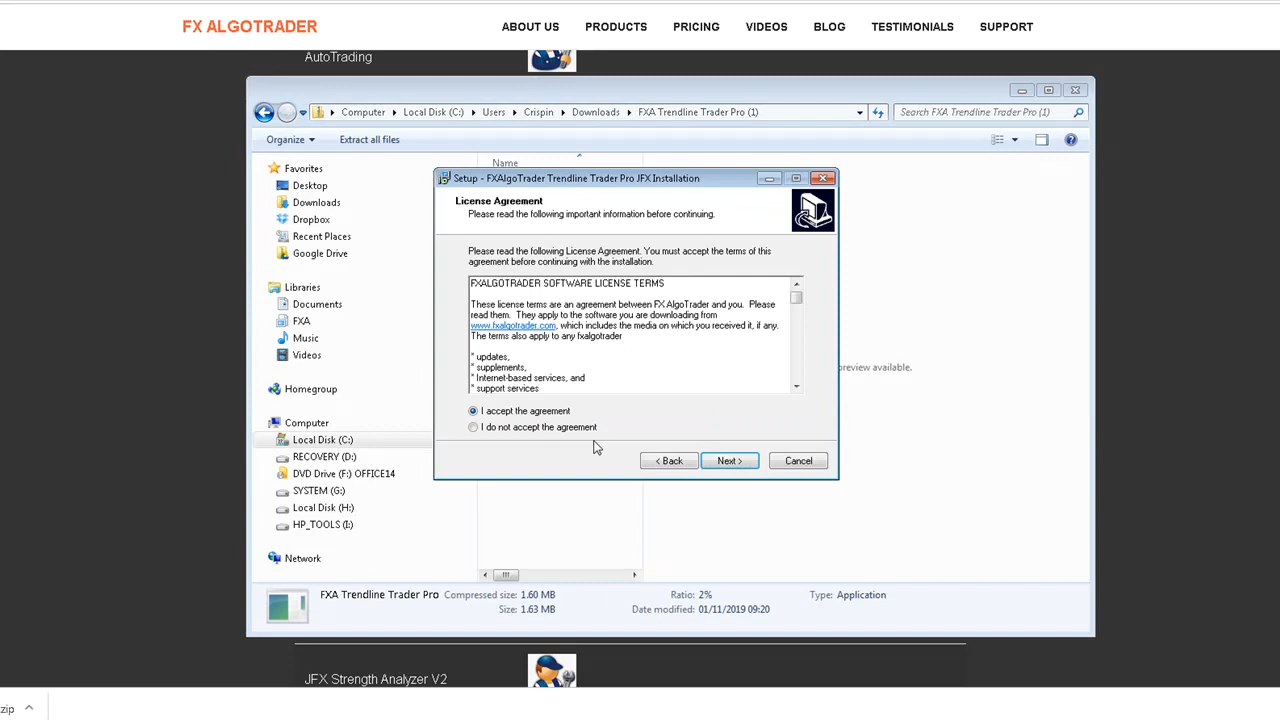 FX ALGOTRADER
ABOUT US PRODUCTS PRICING VIDEOS BLOG TESTIMONIALS SUPPORT
AutoTrading
Computer Local Disk (C:) Users Crispin Downloads FXA Trendline Trader Pro (1)
Search FXA Trendline Trader Pro (1)
Organize Extract all files
Name
Favorites
Desktop
Downloads
Dropbox
Recent Places
Google Drive
Libraries
Documents
FXA
Music
Videos
Homegroup
Computer
Local Disk (C:)
RECOVERY (D:)
DVD Drive (F:) OFFICE14
SYSTEM (G:)
Local Disk (H:)
HP_TOOLS (I:)
Network
Setup - FXAlgoTrader Trendline Trader Pro JFX Installation
License Agreement
Please read the following important information before continuing.
Please read the following License Agreement. You must accept the terms of this
agreement before continuing with the installation.
FXALGOTRADER SOFTWARE LICENSE TERMS
These license terms are an agreement between FX AlgoTrader and you. Please
read them. They apply to the software you are downloading from
www.fxalgotrader.com, which includes the media on which you received it, if any.
The terms also apply to any fxalgotrader
* updates,
* supplements,
* Internet-based services, and
* support services
I accept the agreement
I do not accept the agreement
< Back Next > Cancel
preview available.
FXA Trendline Trader Pro Compressed size: 1.60 MB Ratio: 2% Type: Application
Size: 1.63 MB Date modified: 01/11/2019 09:20
JFX Strength Analyzer V2
zip